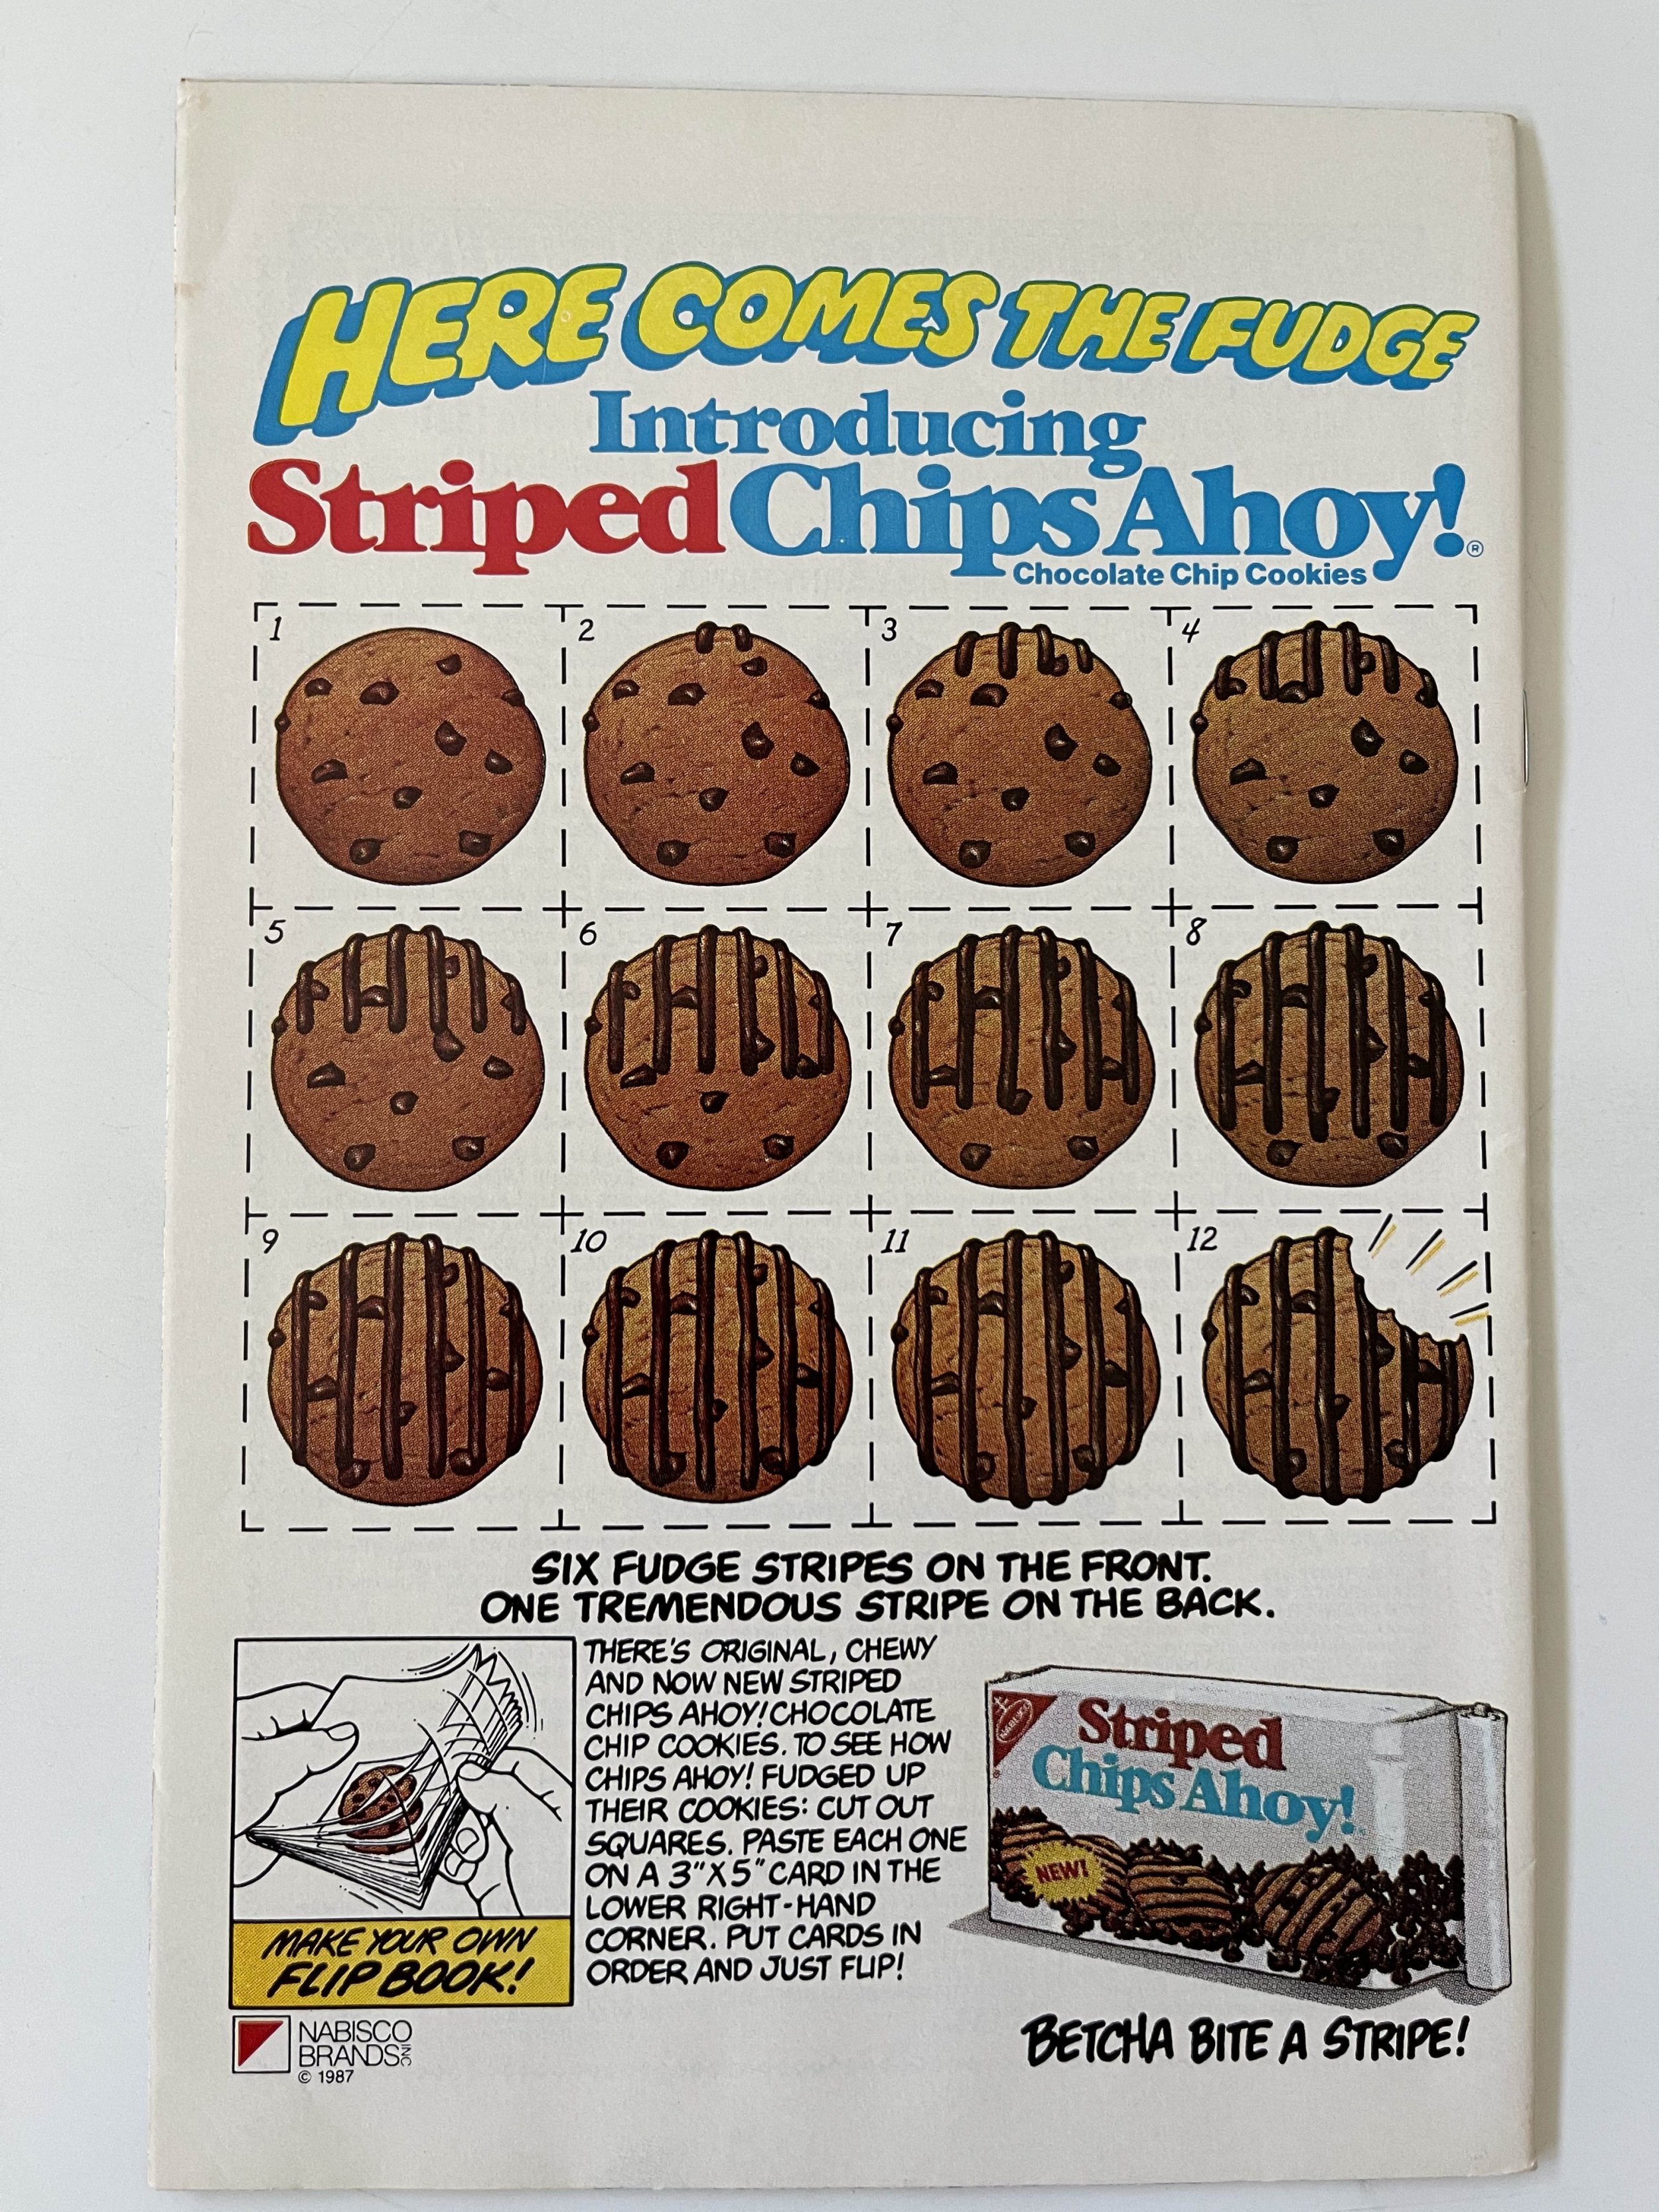 HERE COMES THE FUDGE
Introducing
Striped Chips Ahoy!®
Chocolate Chip Cookies
1
2
3
4
5
6
7
8
9
10
11
12
SIX FUDGE STRIPES ON THE FRONT.
ONE TREMENDOUS STRIPE ON THE BACK.
THERE'S ORIGINAL, CHEWY
AND NOW NEW STRIPED
CHIPS AHOY! CHOCOLATE
CHIP COOKIES. TO SEE HOW
CHIPS AHOY! FUDGED UP
THEIR COOKIES: CUT OUT
SQUARES. PASTE EACH ONE
ON A 3"X5" CARD IN THE
LOWER RIGHT-HAND
CORNER. PUT CARDS IN
ORDER AND JUST FLIP!
MAKE YOUR OWN
FLIP BOOK!
NABISCO
Striped
Chips Ahoy!
NEW!
BETCHA BITE A STRIPE!
NABISCO
BRANDS INC
© 1987